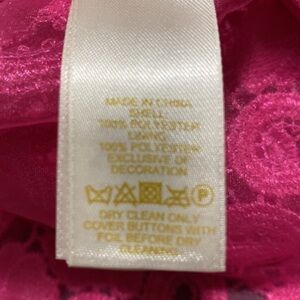 MADE IN CHINA
SHELL:
100% POLYESTER
LINING:
100% POLYESTER
EXCLUSIVE OF
DECORATION
P
DRY CLEAN ONLY
COVER BUTTONS WITH
FOIL BEFORE DRY
CLEANING